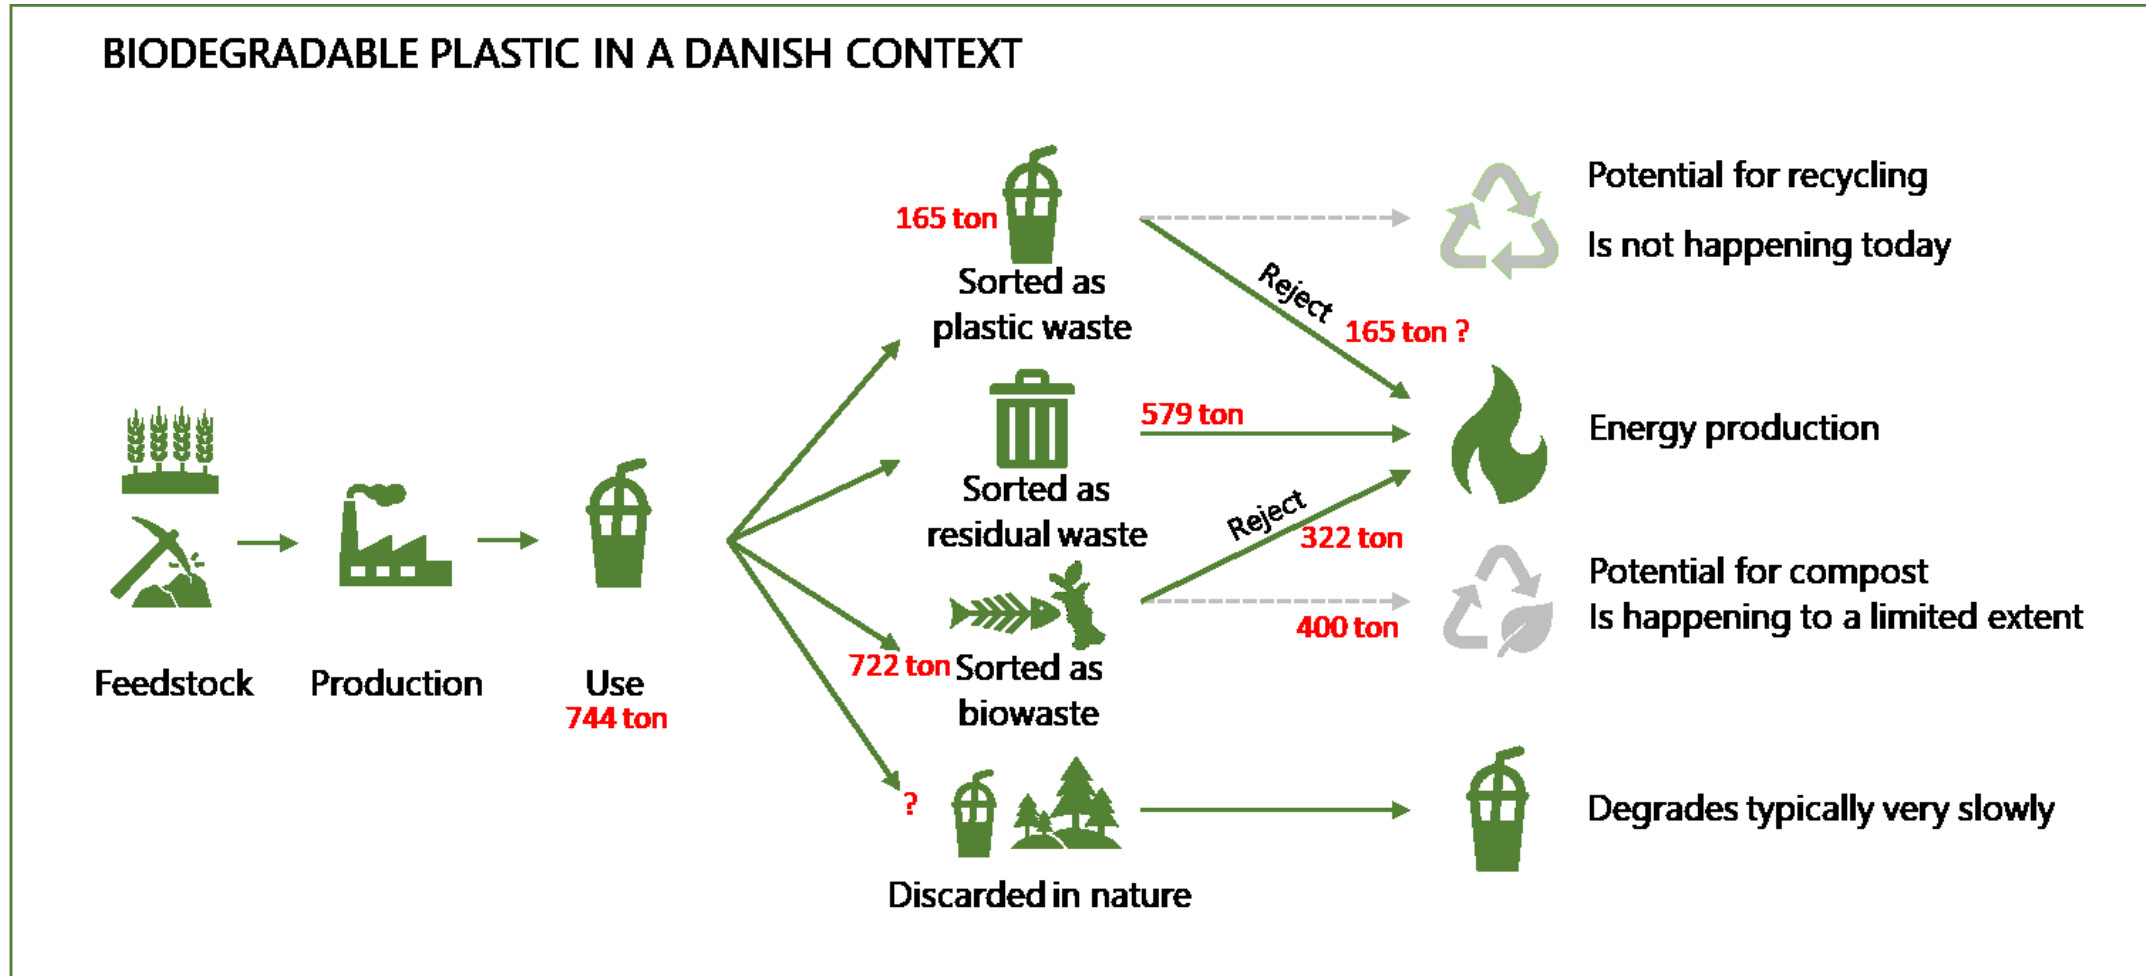 BIODEGRADABLE PLASTIC IN A DANISH CONTEXT
Feedstock
Production
Use
744 ton
165 ton
Sorted as
plastic waste
Sorted as
residual waste
722 ton
Sorted as
biowaste
?
Discarded in nature
Reject
165 ton ?
579 ton
Reject
322 ton
400 ton
Potential for recycling
Is not happening today
Energy production
Potential for compost
Is happening to a limited extent
Degrades typically very slowly